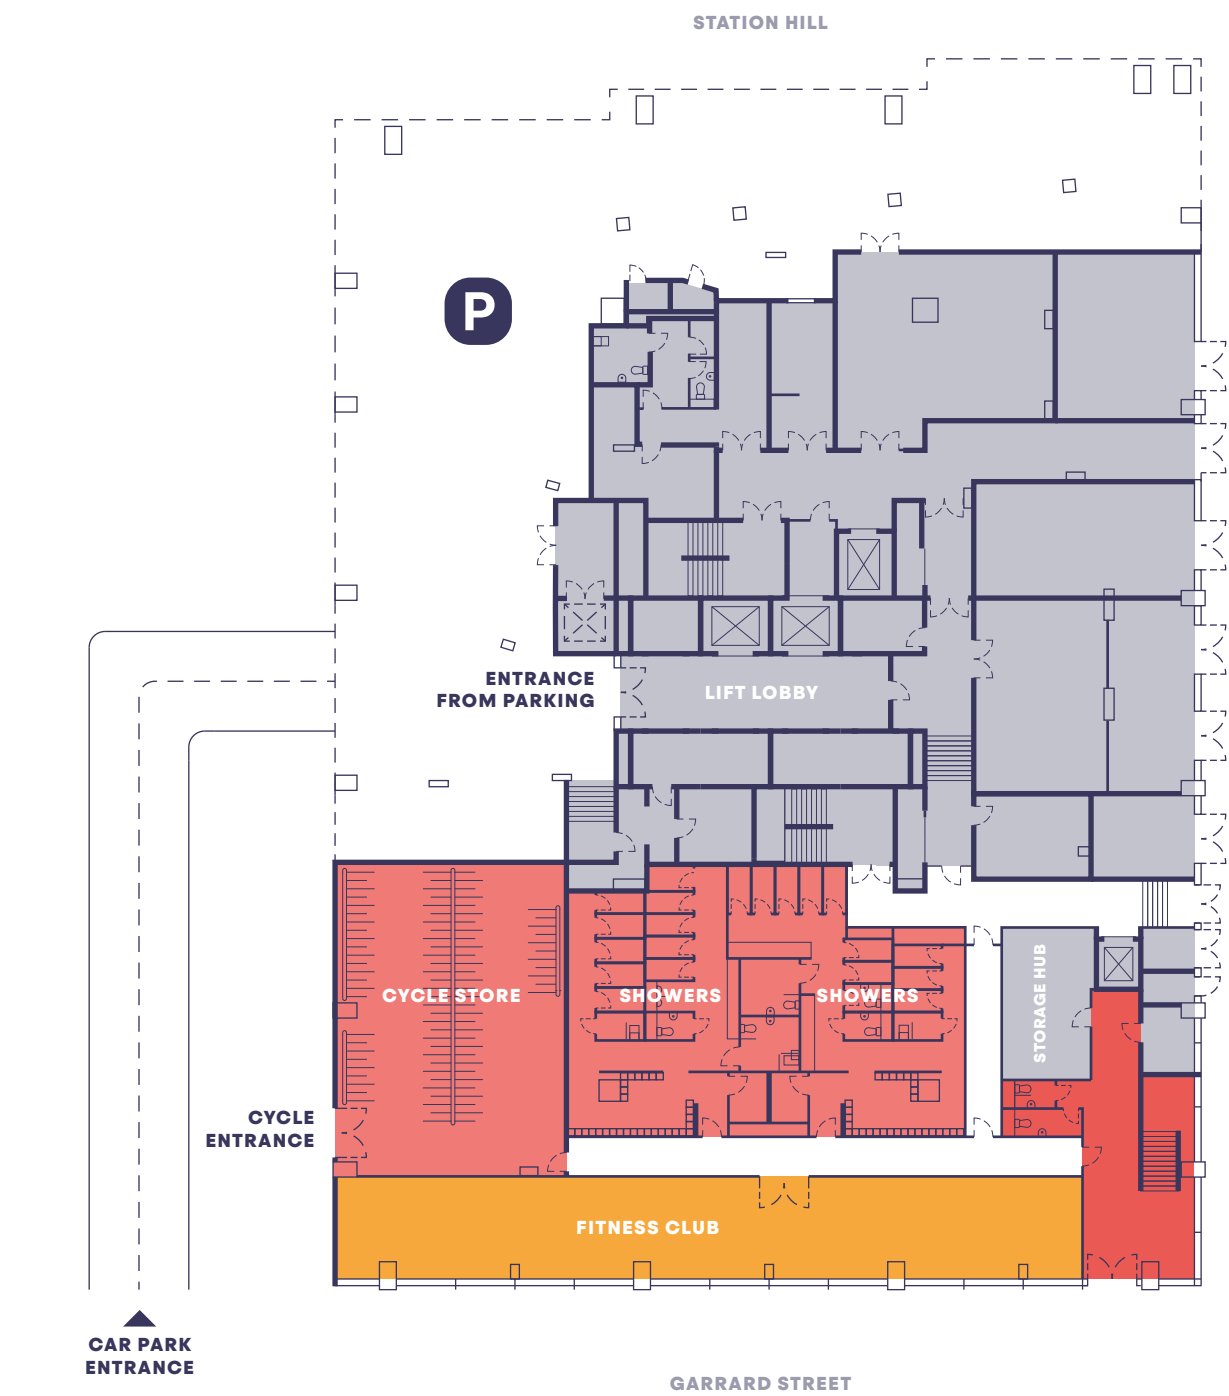 STATION HILL
P
ENTRANCE
FROM PARKING
LIFT LOBBY
CYCLE STORE
SHOWERS
SHOWERS
STORAGE HUB
CYCLE
ENTRANCE
FITNESS CLUB
CAR PARK
ENTRANCE
GARRARD STREET